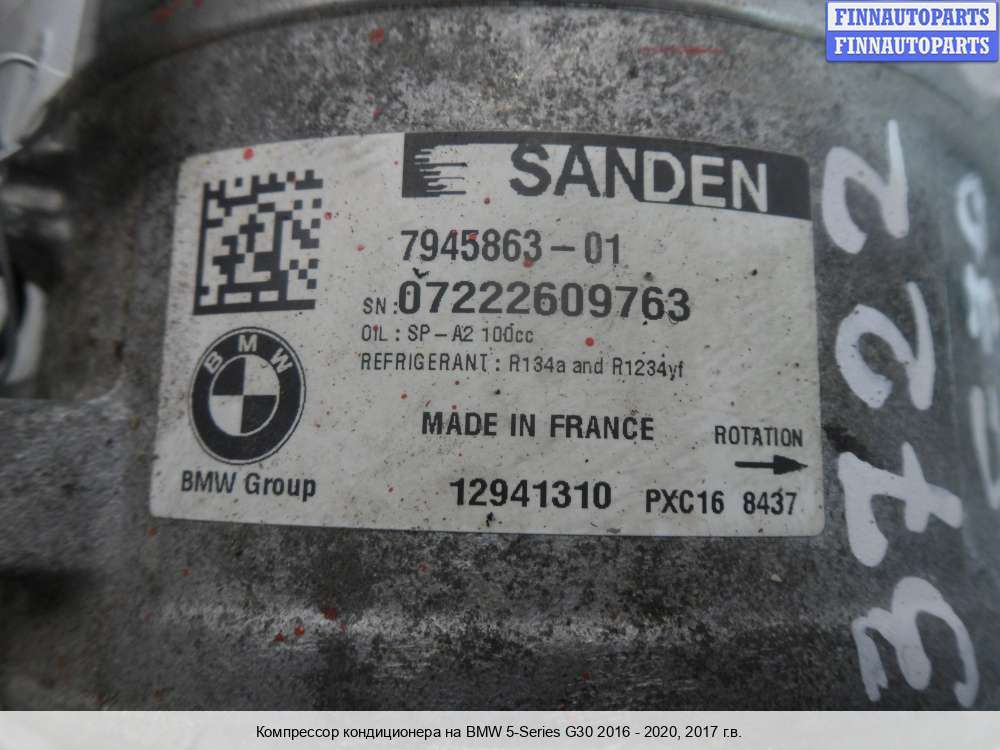 FINNAUTOPARTS
FINNAUTOPARTS
SANDEN
7945863-01
SN:07222609763
OIL: SP-A2 100cc
REFRIGERANT: R134a and R1234yf
BMW
MADE IN FRANCE
ROTATION
BMW Group
12941310 PXC16 8437
3722
Компрессор кондиционера на BMW 5-Series G30 2016 - 2020, 2017 г.в.